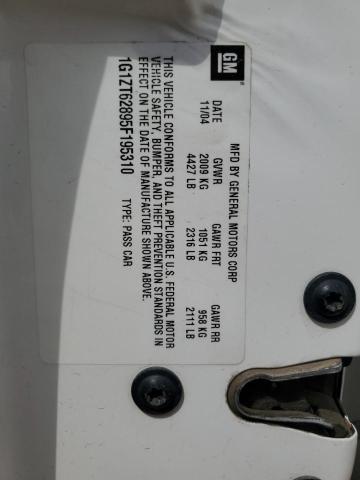 GM
MFD BY GENERAL MOTORS CORP
DATE GVWR GAWR FRT GAWR RR
11/04 2009 KG 1051 KG 958 KG
4427 LB 2316 LB 2111 LB
THIS VEHICLE CONFORMS TO ALL APPLICABLE U.S. FEDERAL MOTOR
VEHICLE SAFETY, BUMPER, AND THEFT PREVENTION STANDARDS IN
EFFECT ON THE DATE OF MANUFACTURE SHOWN ABOVE.
1G1ZT62895F195310 TYPE: PASS CAR